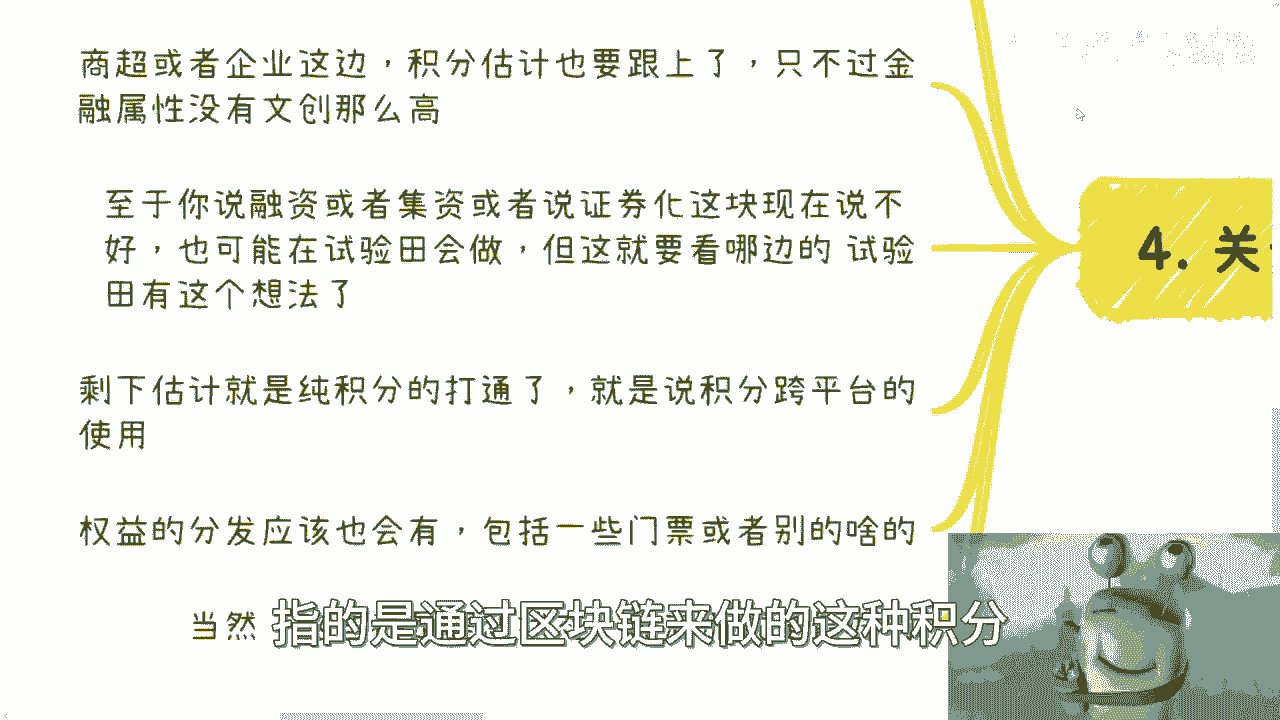 商超或者企业这边，积分估计也要跟上了，只不过金
融属性没有文创那么高
至于你说融资或者集资或者说证券化这块现在说不
好，也可能在试验田会做，但这就要看哪边的 试验
田有这个想法了
4. 关
剩下估计就是纯积分的打通了，就是说积分跨平台的
使用
权益的分发应该也会有，包括一些门票或者别的啥的
当然
指的是通过区块链来做的这种积分